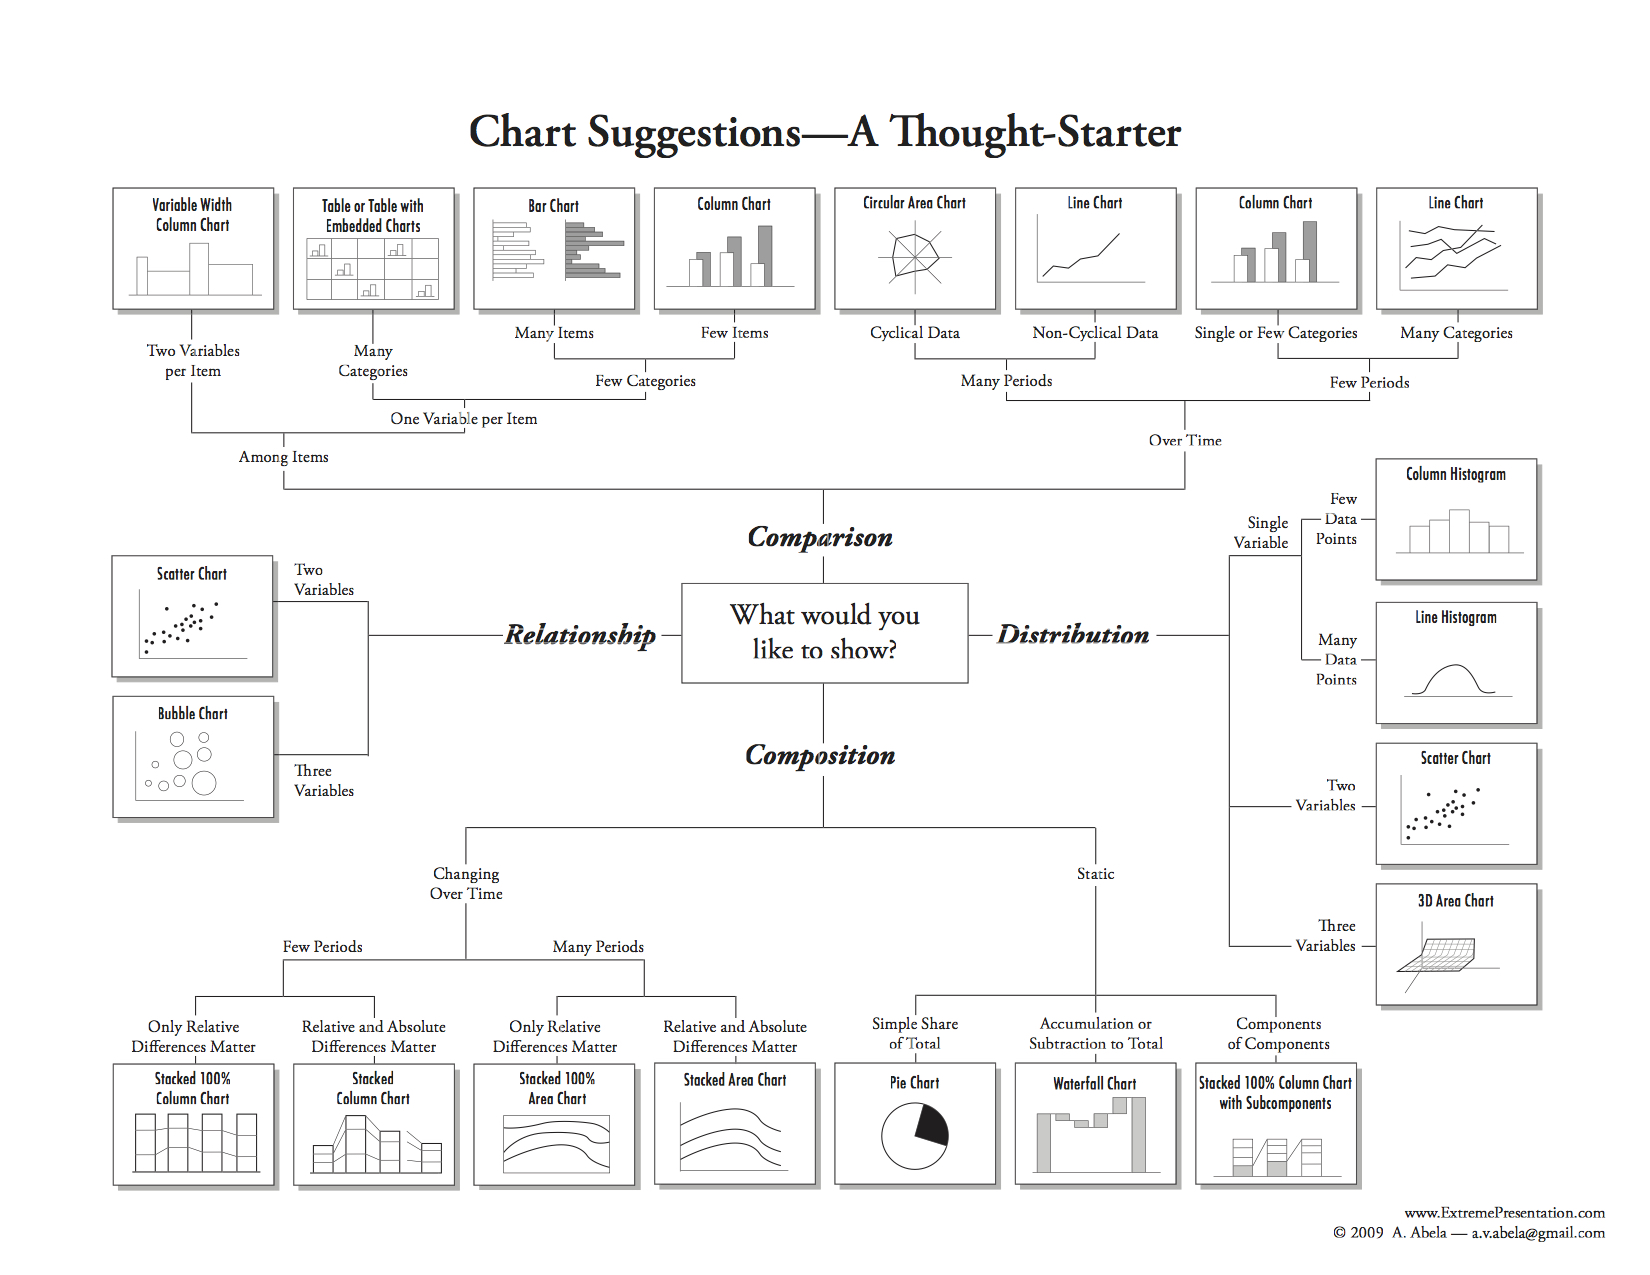 Chart Suggestions—A Thought-Starter
Variable Width
Column Chart
Table or Table with
Embedded Charts
Bar Chart
Column Chart
Circular Area Chart
Line Chart
Column Chart
Line Chart
Two Variables
per Item
Many
Categories
Many Items
Few Items
Cyclical Data
Non-Cyclical Data
Single or Few Categories
Many Categories
Few Categories
Many Periods
Few Periods
One Variable per Item
Over Time
Among Items
Comparison
What would you
like to show?
Relationship
Two
Variables
Scatter Chart
Bubble Chart
Three
Variables
Distribution
Single
Variable
Few
Data
Points
Column Histogram
Many
Data
Points
Line Histogram
Two
Variables
Scatter Chart
Three
Variables
3D Area Chart
Composition
Changing
Over Time
Static
Few Periods
Many Periods
Only Relative
Differences Matter
Relative and Absolute
Differences Matter
Only Relative
Differences Matter
Relative and Absolute
Differences Matter
Simple Share
of Total
Accumulation or
Subtraction to Total
Components
of Components
Stacked 100%
Column Chart
Stacked
Column Chart
Stacked 100%
Area Chart
Stacked Area Chart
Pie Chart
Waterfall Chart
Stacked 100% Column Chart
with Subcomponents
www.ExtremePresentation.com
© 2009 A. Abela — a.v.abela@gmail.com